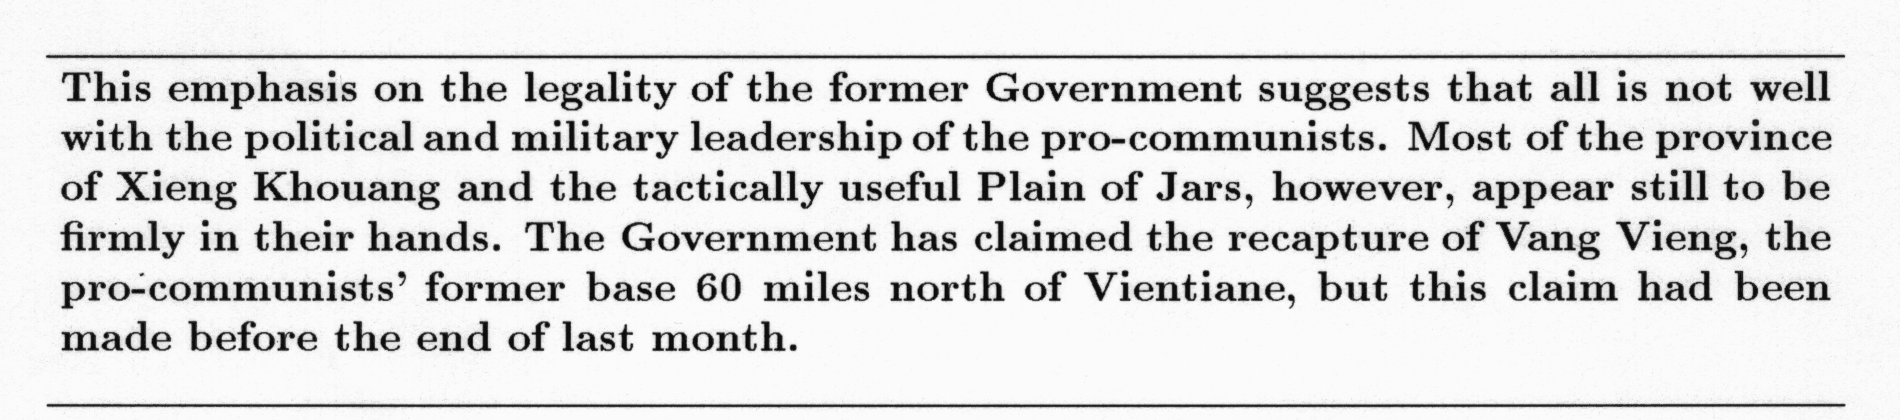 This emphasis on the legality of the former Government suggests that all is not well
with the political and military leadership of the pro-communists. Most of the province
of Xieng Khouang and the tactically useful Plain of Jars, however, appear still to be
firmly in their hands. The Government has claimed the recapture of Vang Vieng, the
pro-communists’ former base 60 miles north of Vientiane, but this claim had been
made before the end of last month.